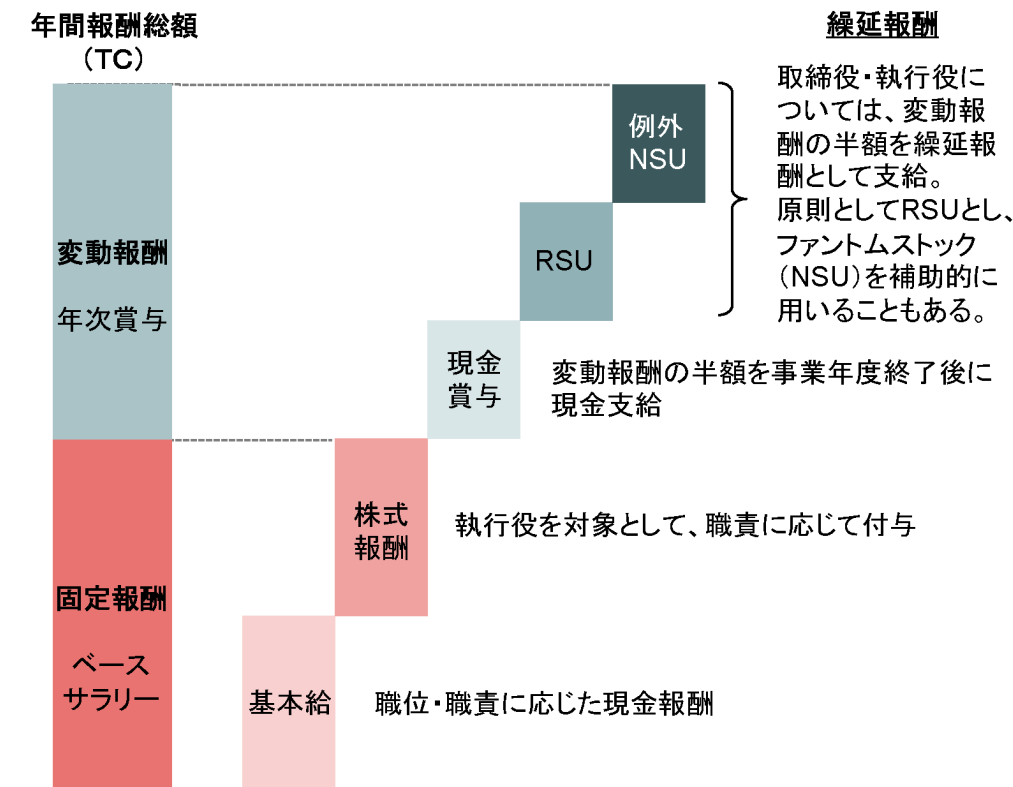 年間報酬総額
（TC）
繰延報酬
取締役・執行役に
ついては、変動報
酬の半額を繰延報
酬として支給。
原則としてRSUとし、
ファントムストック
（NSU）を補助的に
用いることもある。
例外
NSU
RSU
変動報酬
年次賞与
現金
賞与
変動報酬の半額を事業年度終了後に
現金支給
株式
報酬
執行役を対象として、職責に応じて付与
固定報酬
ベース
サラリー
基本給
職位・職責に応じた現金報酬